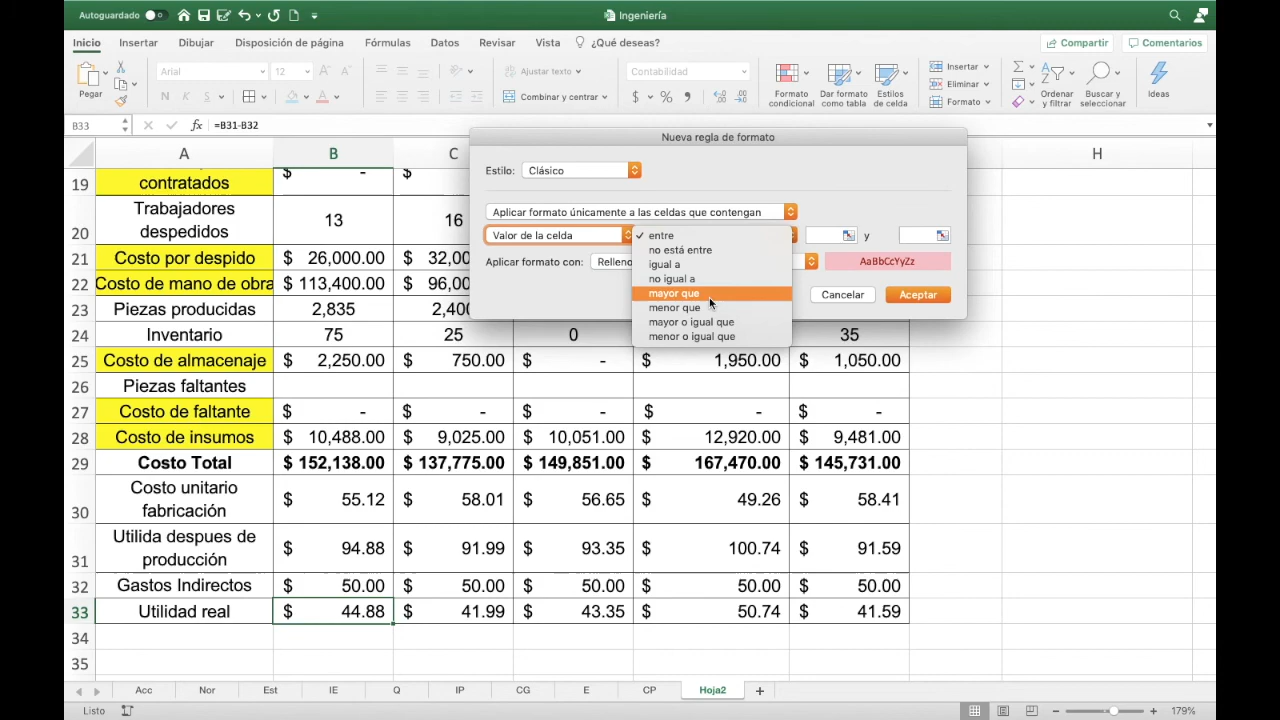 Autoguardado
Ingeniería
Inicio Insertar Dibujar Disposición de página Fórmulas Datos Revisar Vista ¿Qué deseas? Compartir Comentarios
Pegar
Arial 12
N K S
Ajustar texto
Combinar y centrar
Contabilidad
$ % 9
Formato condicional
Dar formato como tabla
Estilos de celda
Insertar
Eliminar
Formato
Ordenar y filtrar
Buscar y seleccionar
Ideas
B33 fx =B31-B32
Nueva regla de formato
Estilo: Clásico
Aplicar formato únicamente a las celdas que contengan
Valor de la celda
✓ entre
no está entre
igual a
no igual a
mayor que
menor que
mayor o igual que
menor o igual que
y
Aplicar formato con: Relleno
AaBbCcYyZz
Cancelar Aceptar
A B C H
19 contratados $ - $
20 Trabajadores despedidos 13 16
21 Costo por despido $ 26,000.00 $ 32,00
22 Costo de mano de obra $ 113,400.00 $ 96,00
23 Piezas producidas 2,835 2,400
24 Inventario 75 25 0 35
25 Costo de almacenaje $ 2,250.00 $ 750.00 $ - $ 1,950.00 $ 1,050.00
26 Piezas faltantes
27 Costo de faltante $ - $ - $ - $ - $ -
28 Costo de insumos $ 10,488.00 $ 9,025.00 $ 10,051.00 $ 12,920.00 $ 9,481.00
29 Costo Total $ 152,138.00 $ 137,775.00 $ 149,851.00 $ 167,470.00 $ 145,731.00
30 Costo unitario fabricación $ 55.12 $ 58.01 $ 56.65 $ 49.26 $ 58.41
31 Utilida despues de producción $ 94.88 $ 91.99 $ 93.35 $ 100.74 $ 91.59
32 Gastos Indirectos $ 50.00 $ 50.00 $ 50.00 $ 50.00 $ 50.00
33 Utilidad real $ 44.88 $ 41.99 $ 43.35 $ 50.74 $ 41.59
34
35
Acc Nor Est IE Q IP CG E CP Hoja2 +
Listo 179%